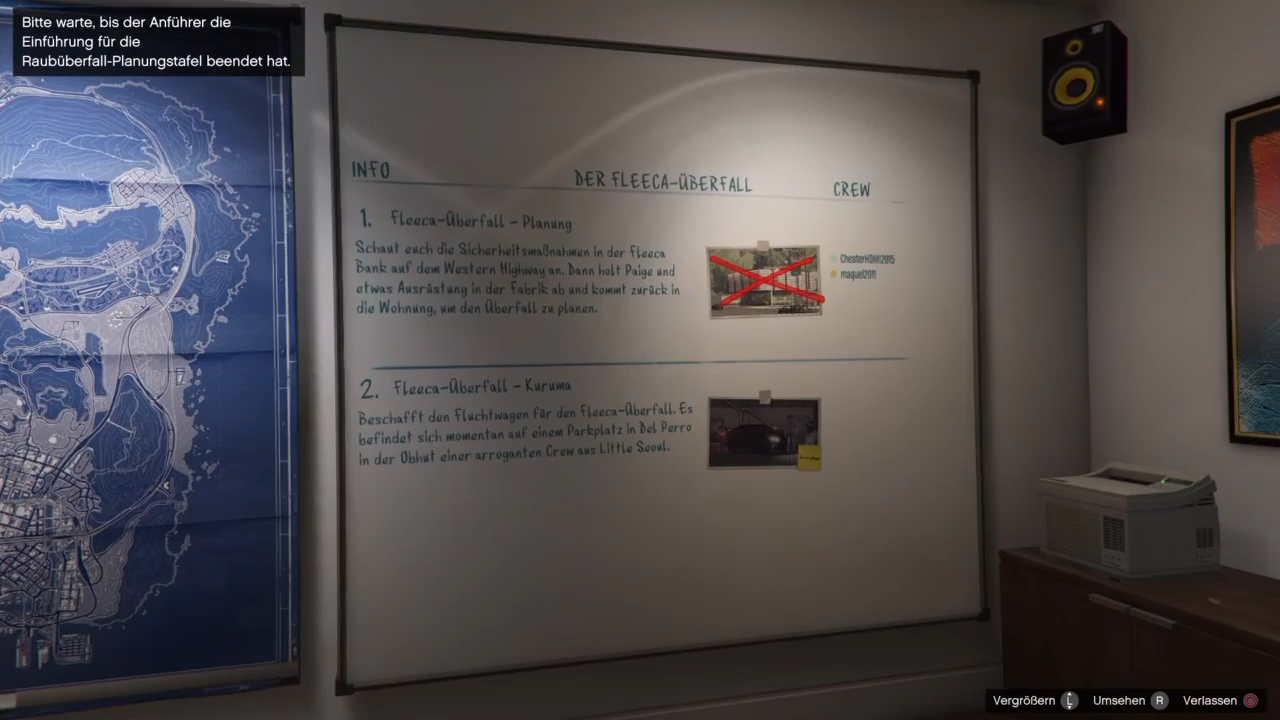 Bitte warte, bis der Anführer die
Einführung für die
Raubüberfall-Planungstafel beendet hat.
INFO
DER FLEECA-ÜBERFALL
CREW
1. Fleeca-Überfall – Planung
Schaut euch die Sicherheitsmaßnahmen in der Fleeca
Bank auf dem Western Highway an. Dann holt Paige und
etwas Ausrüstung in der Fabrik ab und kommt zurück in
die Wohnung, um den Überfall zu planen.
CheaterHDMI2015
maquel2011
2. Fleeca-Überfall – Kuruma
Beschafft den Fluchtwagen für den Fleeca-Überfall. Es
befindet sich momentan auf einem Parkplatz in Del Perro
in der Obhut einer arroganten Crew aus Little Seoul.
Vergrößern L Umsehen R Verlassen